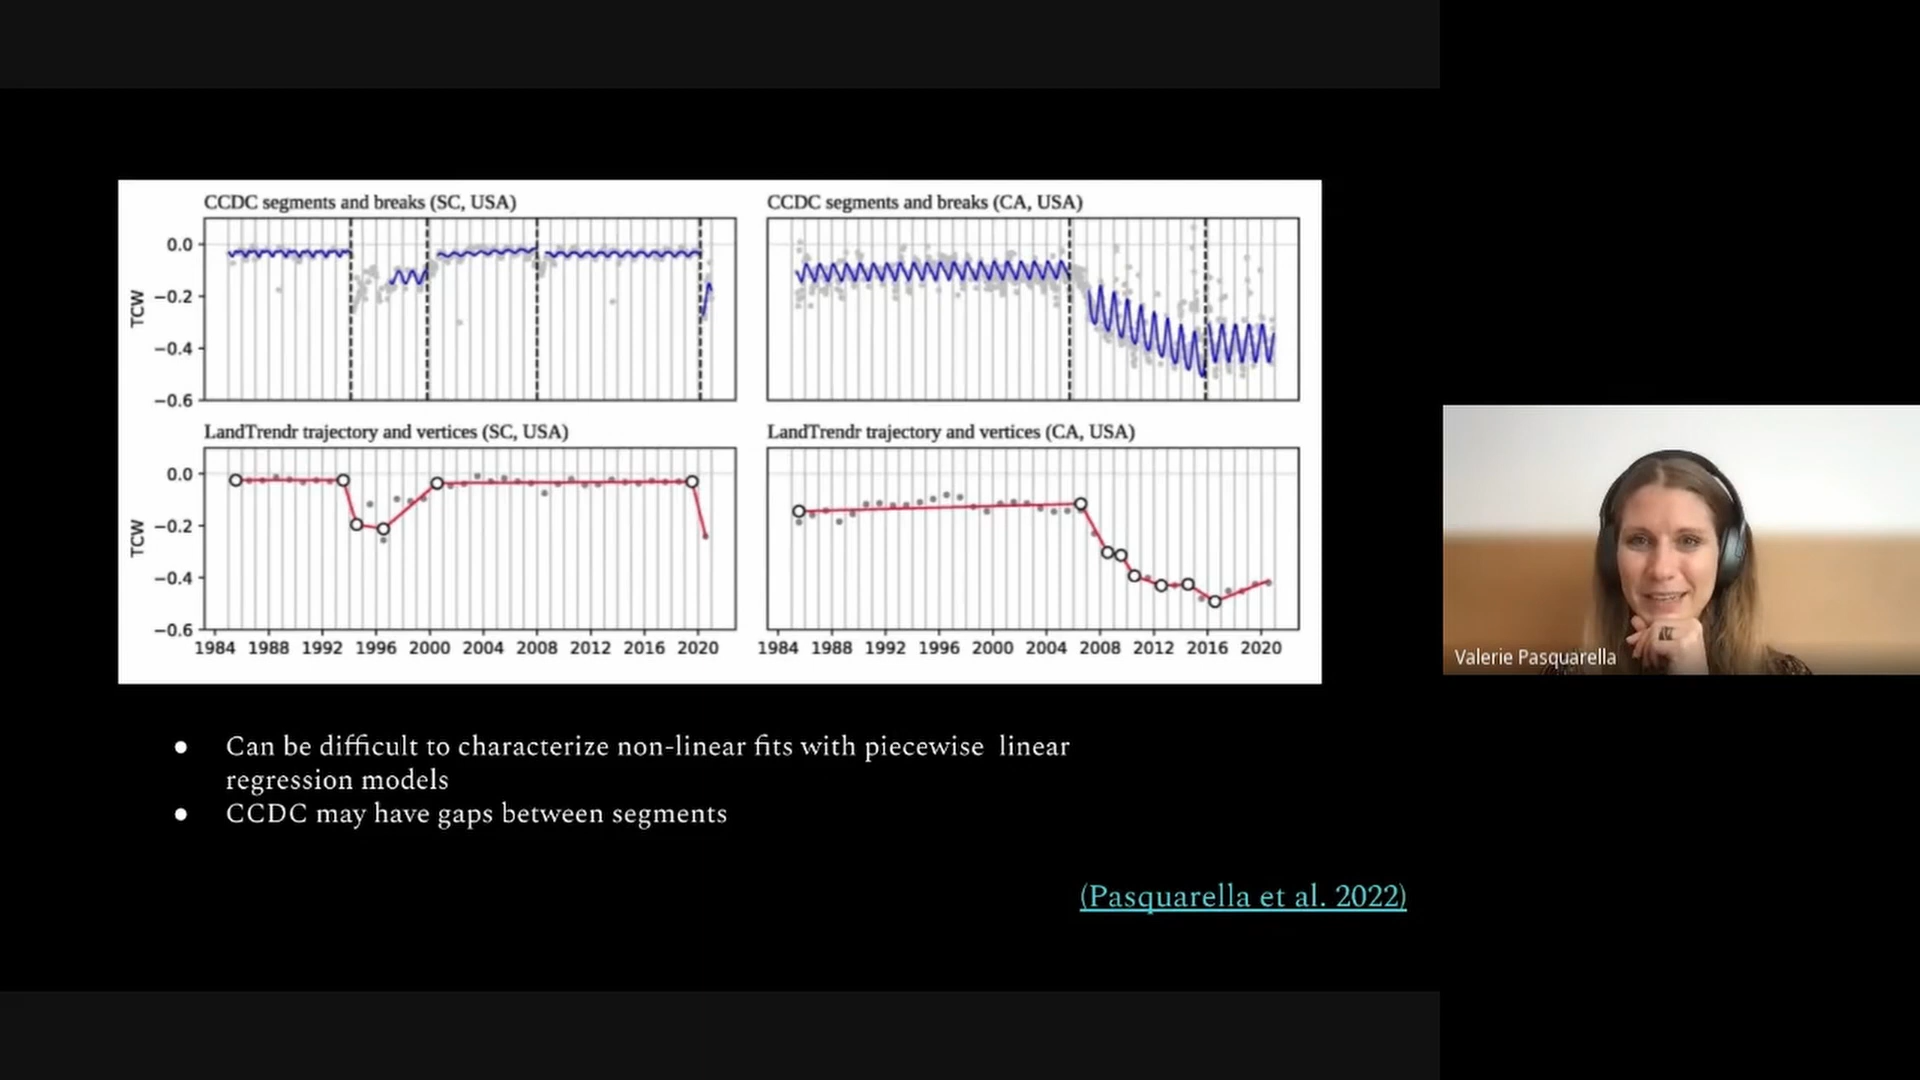 CCDC segments and breaks (SC, USA)
CCDC segments and breaks (CA, USA)
TCW
0.0
−0.2
−0.4
−0.6
LandTrendr trajectory and vertices (SC, USA)
LandTrendr trajectory and vertices (CA, USA)
TCW
0.0
−0.2
−0.4
−0.6
1984 1988 1992 1996 2000 2004 2008 2012 2016 2020
1984 1988 1992 1996 2000 2004 2008 2012 2016 2020
Valerie Pasquarella
● Can be difficult to characterize non-linear fits with piecewise linear
regression models
● CCDC may have gaps between segments
(Pasquarella et al. 2022)